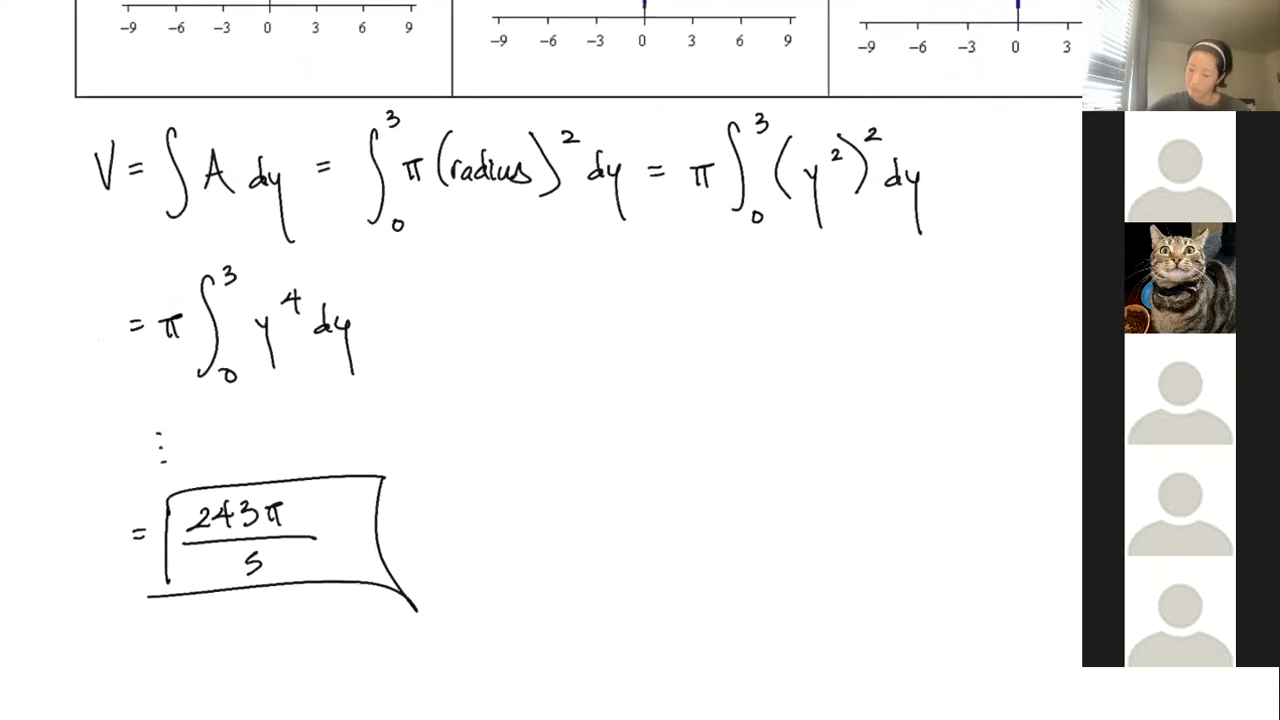 -9 -6 -3 0 3 6 9
-9 -6 -3 0 3 6 9
-9 -6 -3 0 3
V = ∫ A dy = ∫₀³ π (radius)² dy = π ∫₀³ (y²)² dy
= π ∫₀³ y⁴ dy
⋮
= 243π / 5